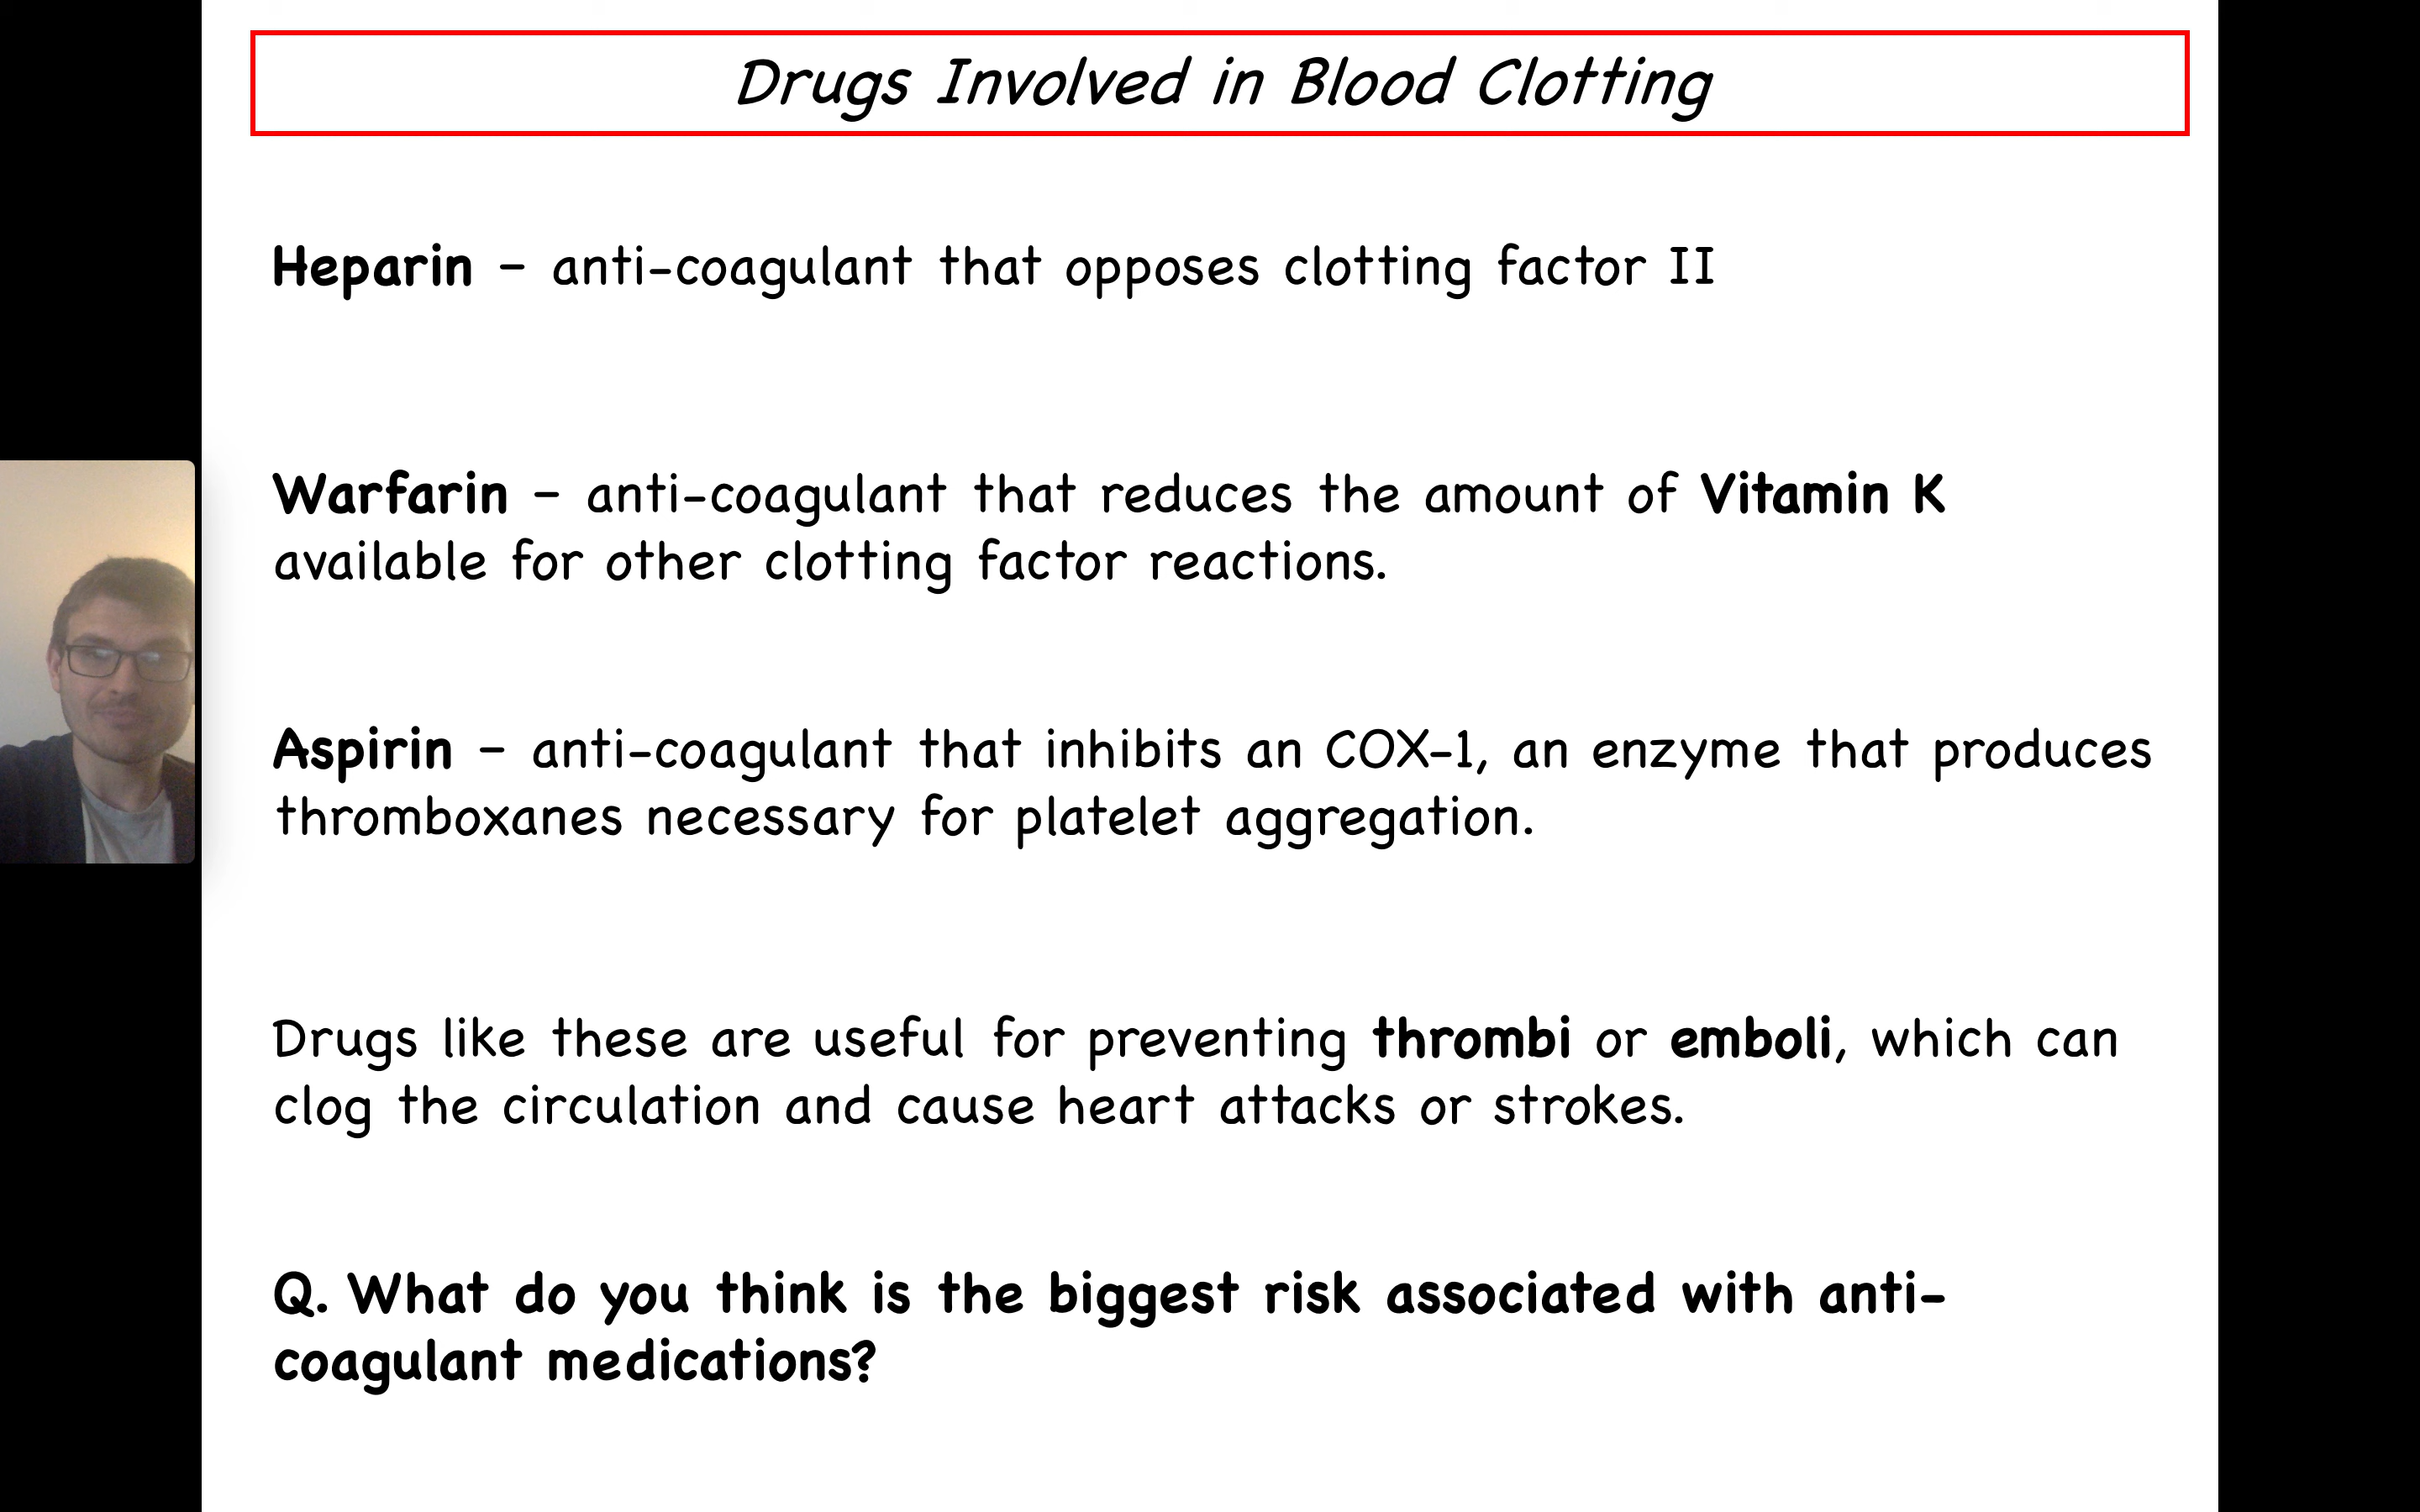 Drugs Involved in Blood Clotting
Heparin – anti-coagulant that opposes clotting factor II
Warfarin – anti-coagulant that reduces the amount of Vitamin K
available for other clotting factor reactions.
Aspirin – anti-coagulant that inhibits an COX-1, an enzyme that produces
thromboxanes necessary for platelet aggregation.
Drugs like these are useful for preventing thrombi or emboli, which can
clog the circulation and cause heart attacks or strokes.
Q. What do you think is the biggest risk associated with anti-
coagulant medications?